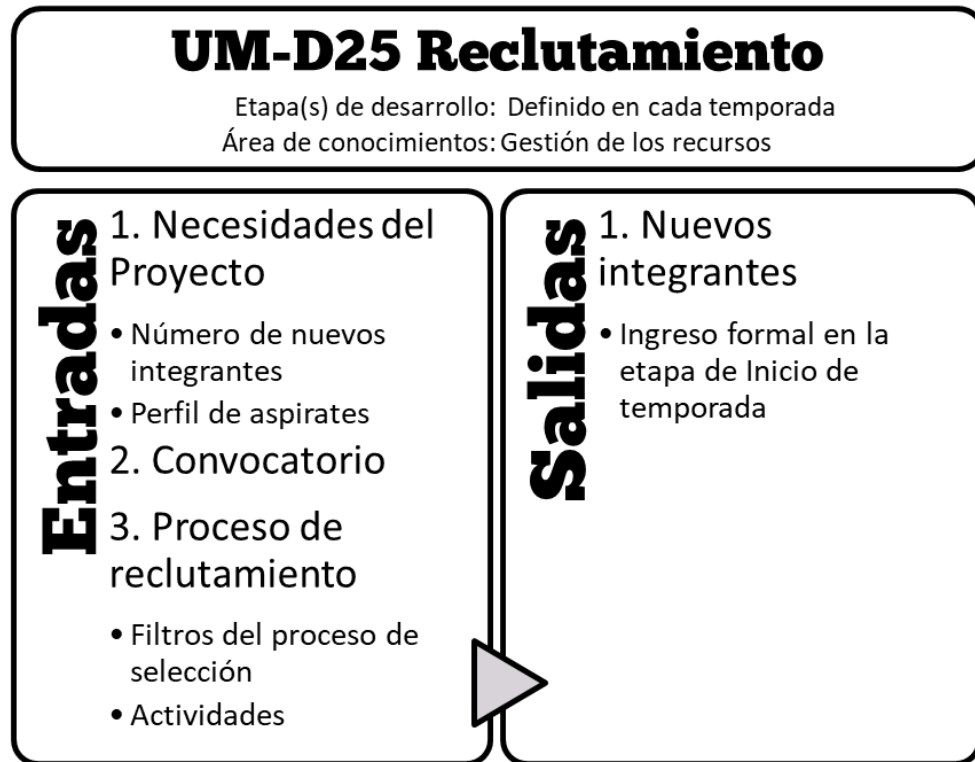 UM-D25 Reclutamiento
Etapa(s) de desarrollo: Definido en cada temporada
Área de conocimientos: Gestión de los recursos
Entradas
1. Necesidades del
Proyecto
• Número de nuevos
integrantes
• Perfil de aspirates
2. Convocatorio
3. Proceso de
reclutamiento
• Filtros del proceso de
selección
• Actividades
Salidas
1. Nuevos
integrantes
• Ingreso formal en la
etapa de Inicio de
temporada